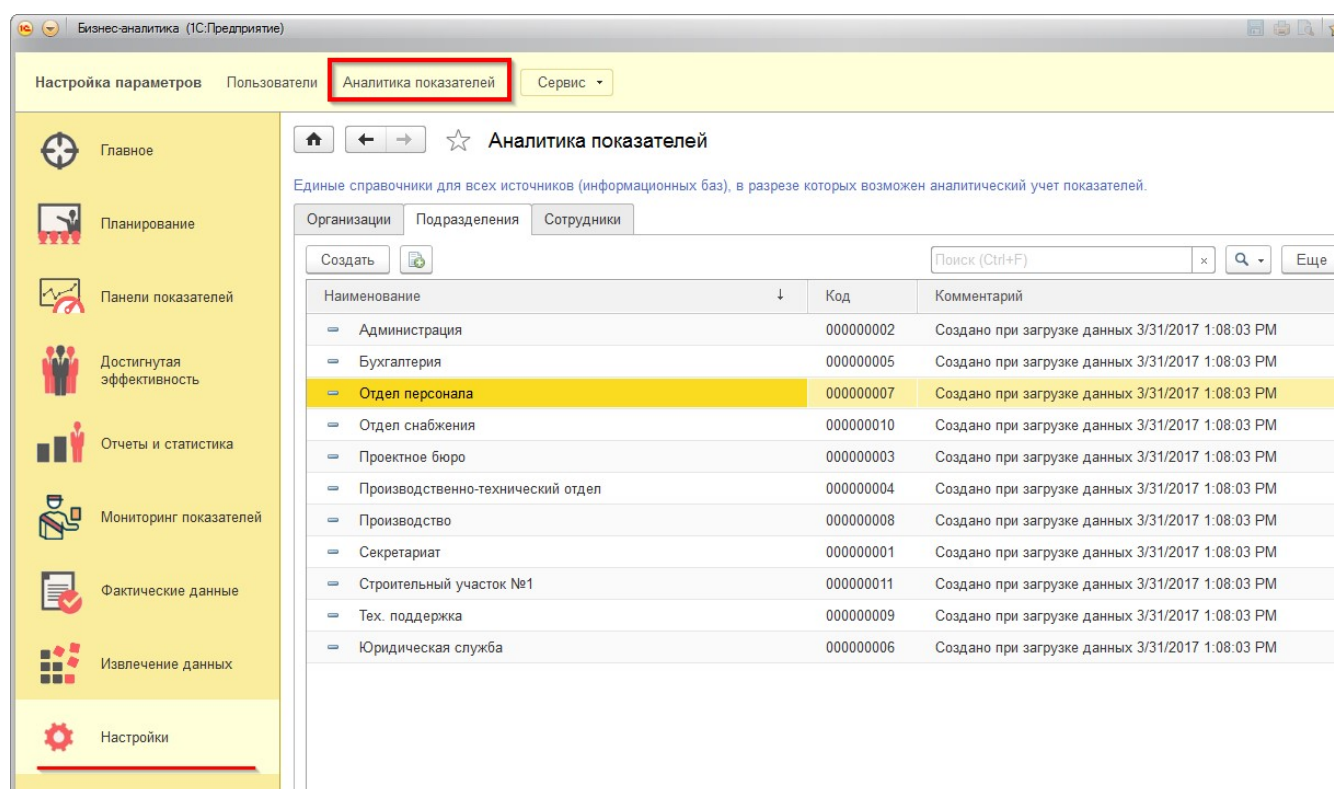 Бизнес-аналитика (1С:Предприятие)
Настройка параметров Пользователи Аналитика показателей Сервис
Главное
Планирование
Панели показателей
Достигнутая
эффективность
Отчеты и статистика
Мониторинг показателей
Фактические данные
Извлечение данных
Настройки
Аналитика показателей
Единые справочники для всех источников (информационных баз), в разрезе которых возможен аналитический учет показателей.
Организации Подразделения Сотрудники
Создать Поиск (Ctrl+F) × Еще
Наименование ↓ Код Комментарий
Администрация 000000002 Создано при загрузке данных 3/31/2017 1:08:03 PM
Бухгалтерия 000000005 Создано при загрузке данных 3/31/2017 1:08:03 PM
Отдел персонала 000000007 Создано при загрузке данных 3/31/2017 1:08:03 PM
Отдел снабжения 000000010 Создано при загрузке данных 3/31/2017 1:08:03 PM
Проектное бюро 000000003 Создано при загрузке данных 3/31/2017 1:08:03 PM
Производственно-технический отдел 000000004 Создано при загрузке данных 3/31/2017 1:08:03 PM
Производство 000000008 Создано при загрузке данных 3/31/2017 1:08:03 PM
Секретариат 000000001 Создано при загрузке данных 3/31/2017 1:08:03 PM
Строительный участок №1 000000011 Создано при загрузке данных 3/31/2017 1:08:03 PM
Тех. поддержка 000000009 Создано при загрузке данных 3/31/2017 1:08:03 PM
Юридическая служба 000000006 Создано при загрузке данных 3/31/2017 1:08:03 PM